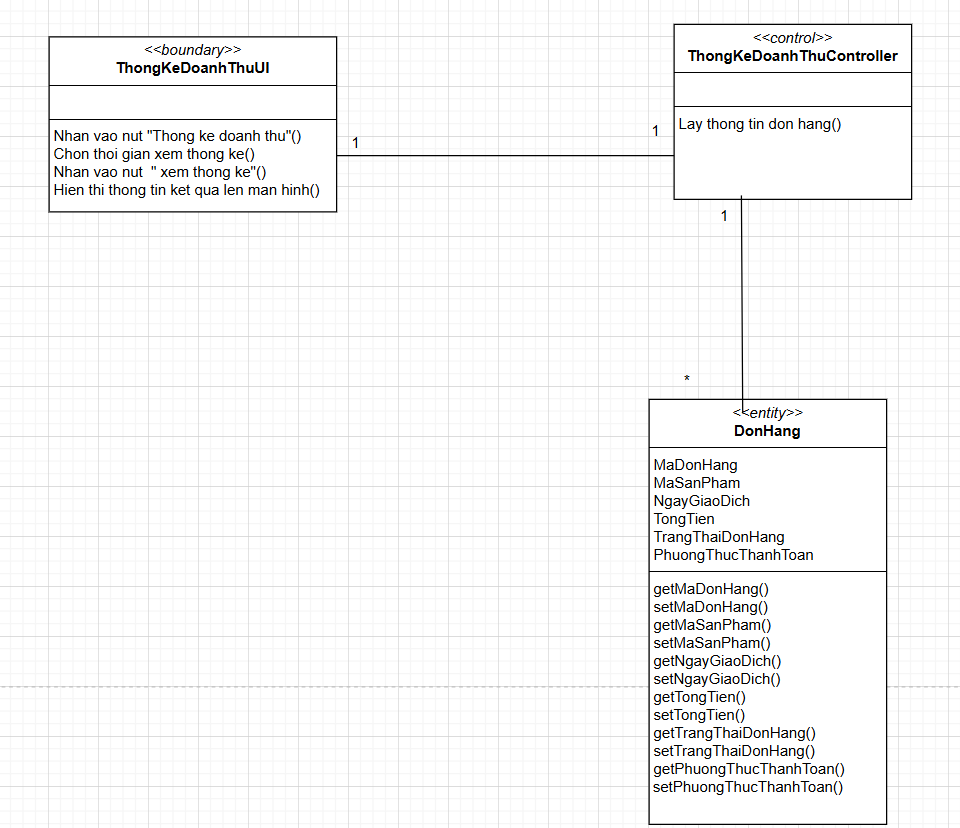 <<boundary>>
ThongKeDoanhThuUI
Nhan vao nut "Thong ke doanh thu"()
Chon thoi gian xem thong ke()
Nhan vao nut " xem thong ke"()
Hien thi thong tin ket qua len man hinh()
1
1
<<control>>
ThongKeDoanhThuController
Lay thong tin don hang()
1
*
<<entity>>
DonHang
MaDonHang
MaSanPham
NgayGiaoDich
TongTien
TrangThaiDonHang
PhuongThucThanhToan
getMaDonHang()
setMaDonHang()
getMaSanPham()
setMaSanPham()
getNgayGiaoDich()
setNgayGiaoDich()
getTongTien()
setTongTien()
getTrangThaiDonHang()
setTrangThaiDonHang()
getPhuongThucThanhToan()
setPhuongThucThanhToan()